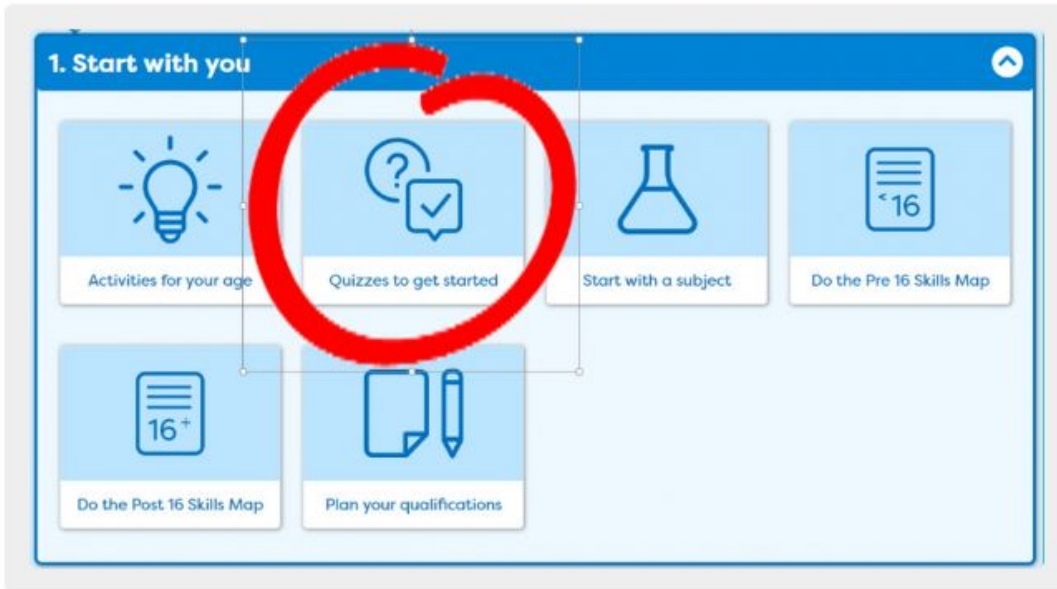 1. Start with you
?
<16
Activities for your age
Quizzes to get started
Start with a subject
Do the Pre 16 Skills Map
16+
Do the Post 16 Skills Map
Plan your qualifications